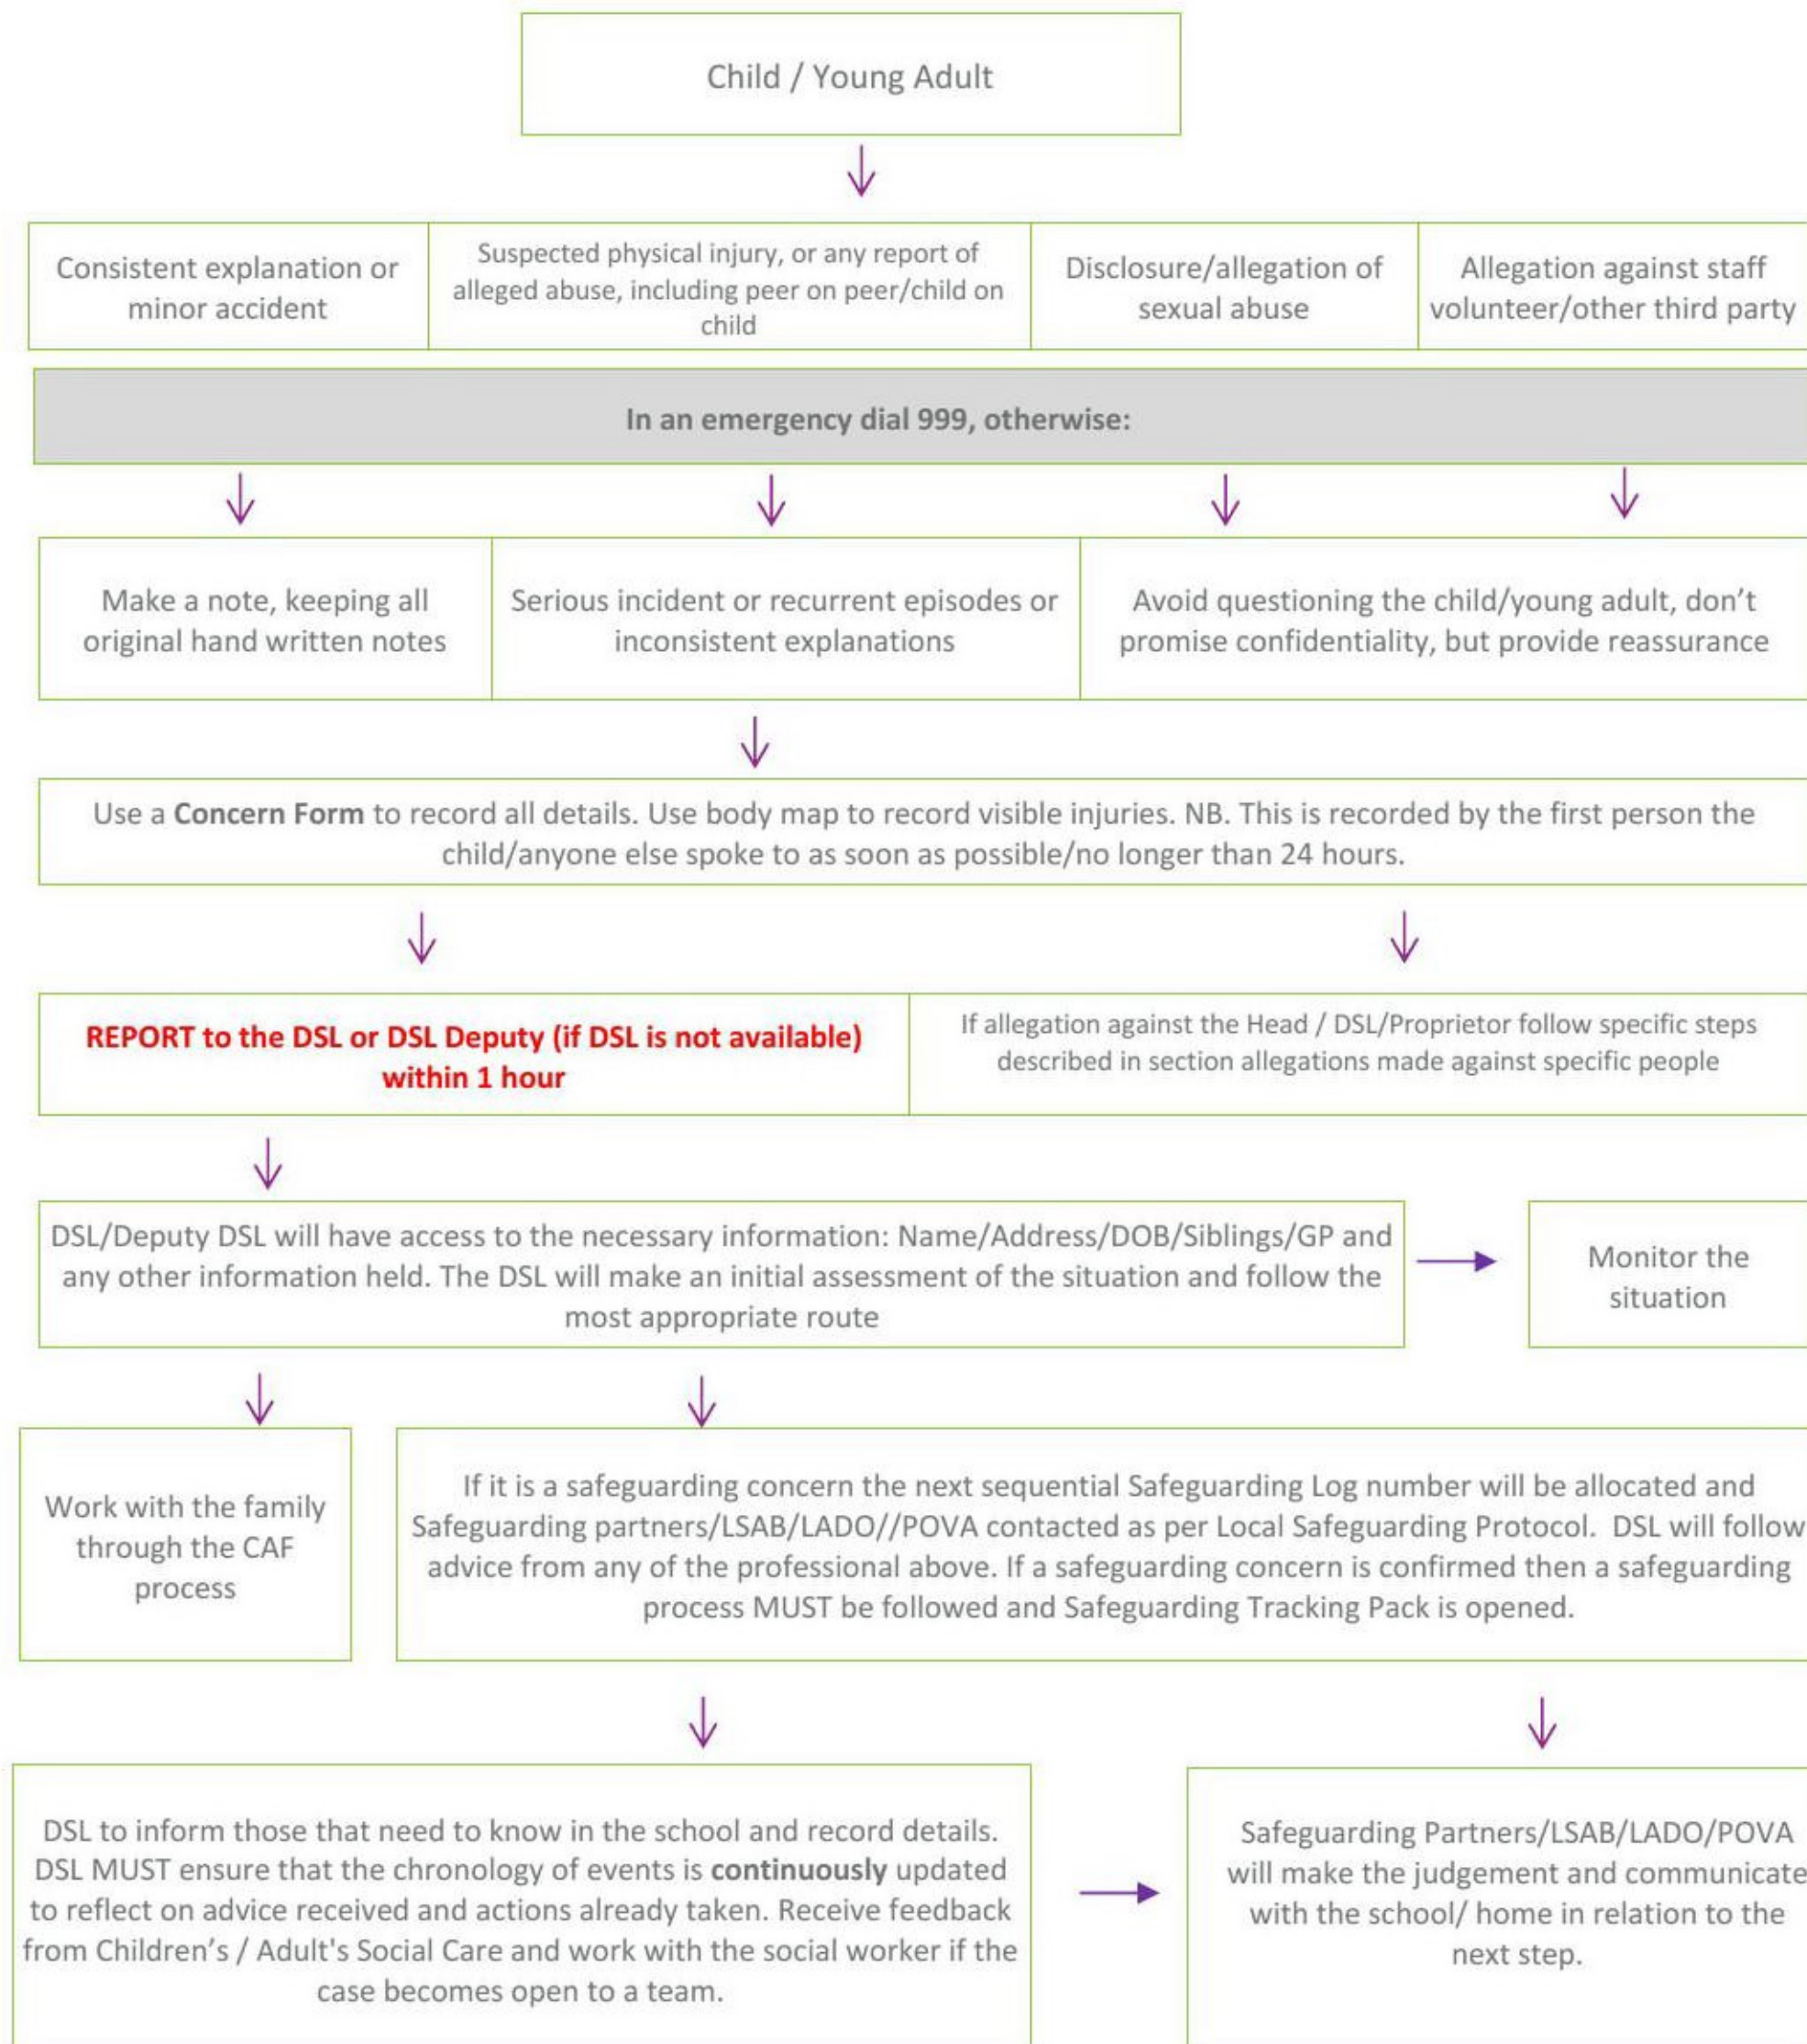 Child / Young Adult
Consistent explanation or
minor accident
Suspected physical injury, or any report of
alleged abuse, including peer on peer/child on
child
Disclosure/allegation of
sexual abuse
Allegation against staff
volunteer/other third party
In an emergency dial 999, otherwise:
Make a note, keeping all
original hand written notes
Serious incident or recurrent episodes or
inconsistent explanations
Avoid questioning the child/young adult, don't
promise confidentiality, but provide reassurance
Use a Concern Form to record all details. Use body map to record visible injuries. NB. This is recorded by the first person the
child/anyone else spoke to as soon as possible/no longer than 24 hours.
REPORT to the DSL or DSL Deputy (if DSL is not available)
within 1 hour
If allegation against the Head / DSL/Proprietor follow specific steps
described in section allegations made against specific people
DSL/Deputy DSL will have access to the necessary information: Name/Address/DOB/Siblings/GP and
any other information held. The DSL will make an initial assessment of the situation and follow the
most appropriate route
Monitor the
situation
Work with the family
through the CAF
process
If it is a safeguarding concern the next sequential Safeguarding Log number will be allocated and
Safeguarding partners/LSAB/LADO//POVA contacted as per Local Safeguarding Protocol.  DSL will follow
advice from any of the professional above. If a safeguarding concern is confirmed then a safeguarding
process MUST be followed and Safeguarding Tracking Pack is opened.
DSL to inform those that need to know in the school and record details.
DSL MUST ensure that the chronology of events is continuously updated
to reflect on advice received and actions already taken. Receive feedback
from Children's / Adult's Social Care and work with the social worker if the
case becomes open to a team.
Safeguarding Partners/LSAB/LADO/POVA
will make the judgement and communicate
with the school/ home in relation to the
next step.